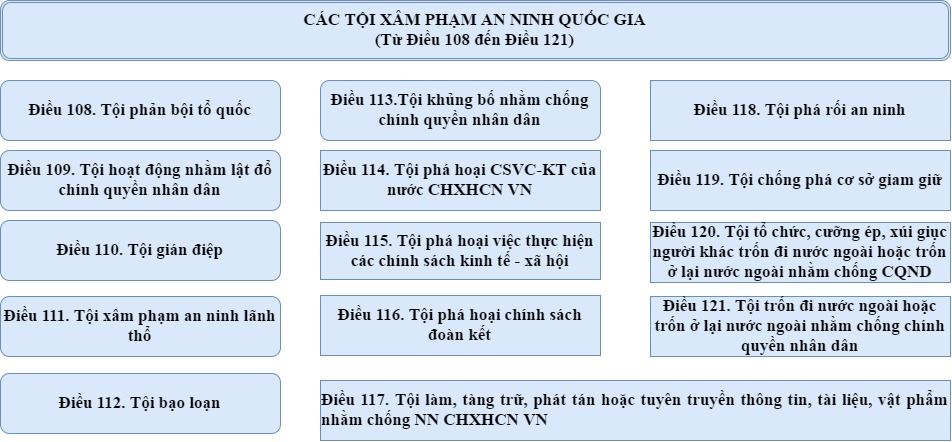 CÁC TỘI XÂM PHẠM AN NINH QUỐC GIA
(Từ Điều 108 đến Điều 121)
Điều 108. Tội phản bội tổ quốc
Điều 109. Tội hoạt động nhằm lật đổ
chính quyền nhân dân
Điều 110. Tội gián điệp
Điều 111. Tội xâm phạm an ninh lãnh
thổ
Điều 112. Tội bạo loạn
Điều 113.Tội khủng bố nhằm chống
chính quyền nhân dân
Điều 114. Tội phá hoại CSVC-KT của
nước CHXHCN VN
Điều 115. Tội phá hoại việc thực hiện
các chính sách kinh tế - xã hội
Điều 116. Tội phá hoại chính sách
đoàn kết
Điều 117. Tội làm, tàng trữ, phát tán hoặc tuyên truyền thông tin, tài liệu, vật phẩm
nhằm chống NN CHXHCN VN
Điều 118. Tội phá rối an ninh
Điều 119. Tội chống phá cơ sở giam giữ
Điều 120. Tội tổ chức, cưỡng ép, xúi giục
người khác trốn đi nước ngoài hoặc trốn
ở lại nước ngoài nhằm chống CQND
Điều 121. Tội trốn đi nước ngoài hoặc
trốn ở lại nước ngoài nhằm chống chính
quyền nhân dân